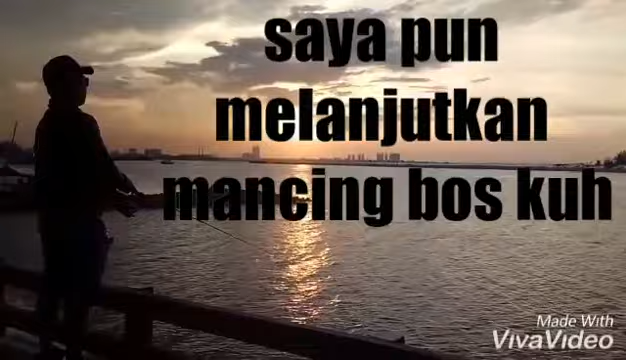 saya pun
melanjutkan
mancing bos kuh
Made With
VivaVideo